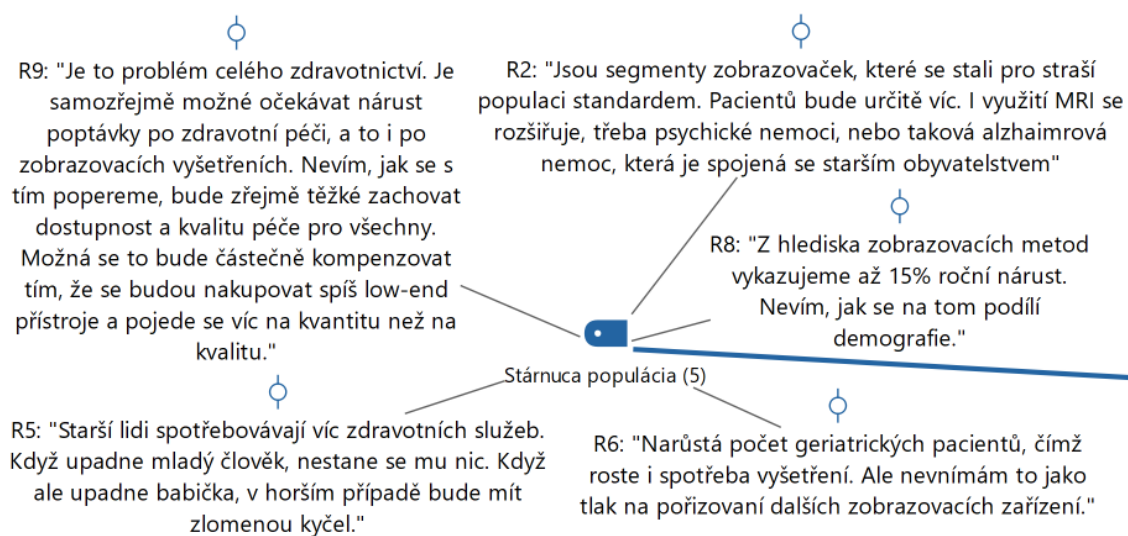 R9: "Je to problém celého zdravotnictví. Je
samozřejmě možné očekávat nárust
poptávky po zdravotní péči, a to i po
zobrazovacích vyšetřeních. Nevím, jak se s
tím popereme, bude zřejmě těžké zachovat
dostupnost a kvalitu péče pro všechny.
Možná se to bude částečně kompenzovat
tím, že se budou nakupovat spíš low-end
přístroje a pojede se víc na kvantitu než na
kvalitu."
R2: "Jsou segmenty zobrazovaček, které se stali pro straší
populaci standardem. Pacientů bude určitě víc. I využití MRI se
rozšiřuje, třeba psychické nemoci, nebo taková alzhaimrová
nemoc, která je spojená se starším obyvatelstvem"
R8: "Z hlediska zobrazovacích metod
vykazujeme až 15% roční nárust.
Nevím, jak se na tom podílí
demografie."
Stárnuca populácia (5)
R5: "Starší lidi spotřebovávají víc zdravotních služeb.
Když upadne mladý člověk, nestane se mu nic. Když
ale upadne babička, v horším případě bude mít
zlomenou kyčel."
R6: "Narůstá počet geriatrických pacientů, čímž
roste i spotřeba vyšetření. Ale nevnímám to jako
tlak na pořizovaní dalších zobrazovacích zařízení."